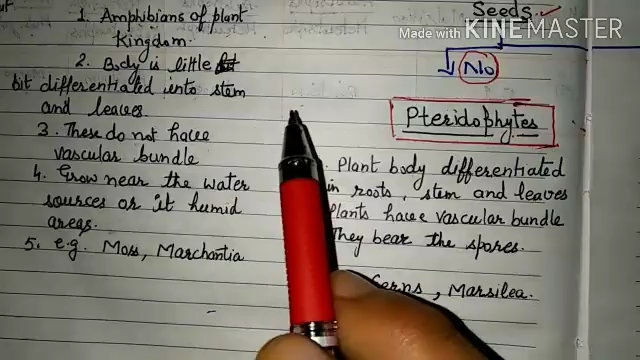 1. Amphibians of plant
Kingdom.
2. Body is little
bit differentiated into stem
and leaves.
3. These do not have
vascular bundle
4. Grow near the water
sources or it humid
areas.
5. e.g. Moss, Marchantia
Seeds
Made with KINEMASTER
No
Pteridophytes
Plant body differentiated
in roots, stem and leaves
Plants have vascular bundle
They bear the spores.
Ferns, Marsilea.